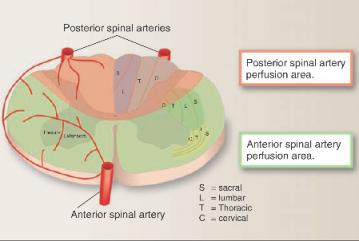 Posterior spinal arteries
Posterior spinal artery
perfusion area.
S
L
T
D T L S
Extensors
C T L S
Anterior spinal artery
perfusion area.
S = sacral
L = lumbar
T = Thoracic
C = cervical
Anterior spinal artery